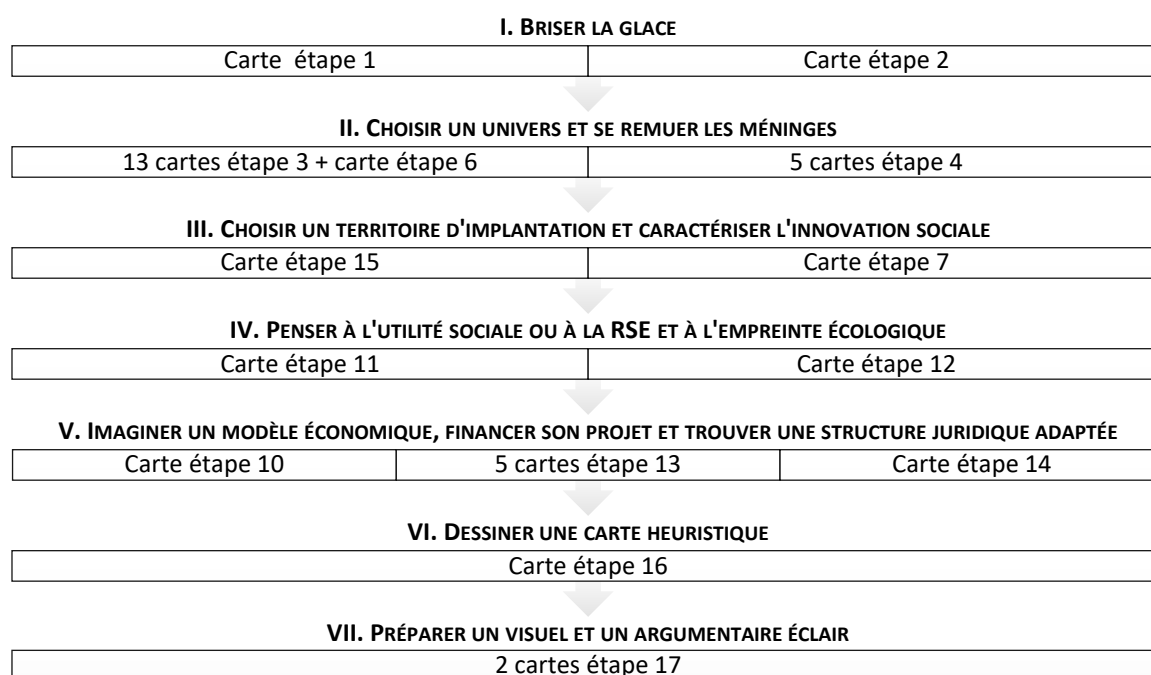 I. BRISER LA GLACE
Carte étape 1 Carte étape 2
II. CHOISIR UN UNIVERS ET SE REMUER LES MÉNINGES
13 cartes étape 3 + carte étape 6 5 cartes étape 4
III. CHOISIR UN TERRITOIRE D'IMPLANTATION ET CARACTÉRISER L'INNOVATION SOCIALE
Carte étape 15 Carte étape 7
IV. PENSER À L'UTILITÉ SOCIALE OU À LA RSE ET À L'EMPREINTE ÉCOLOGIQUE
Carte étape 11 Carte étape 12
V. IMAGINER UN MODÈLE ÉCONOMIQUE, FINANCER SON PROJET ET TROUVER UNE STRUCTURE JURIDIQUE ADAPTÉE
Carte étape 10 5 cartes étape 13 Carte étape 14
VI. DESSINER UNE CARTE HEURISTIQUE
Carte étape 16
VII. PRÉPARER UN VISUEL ET UN ARGUMENTAIRE ÉCLAIR
2 cartes étape 17